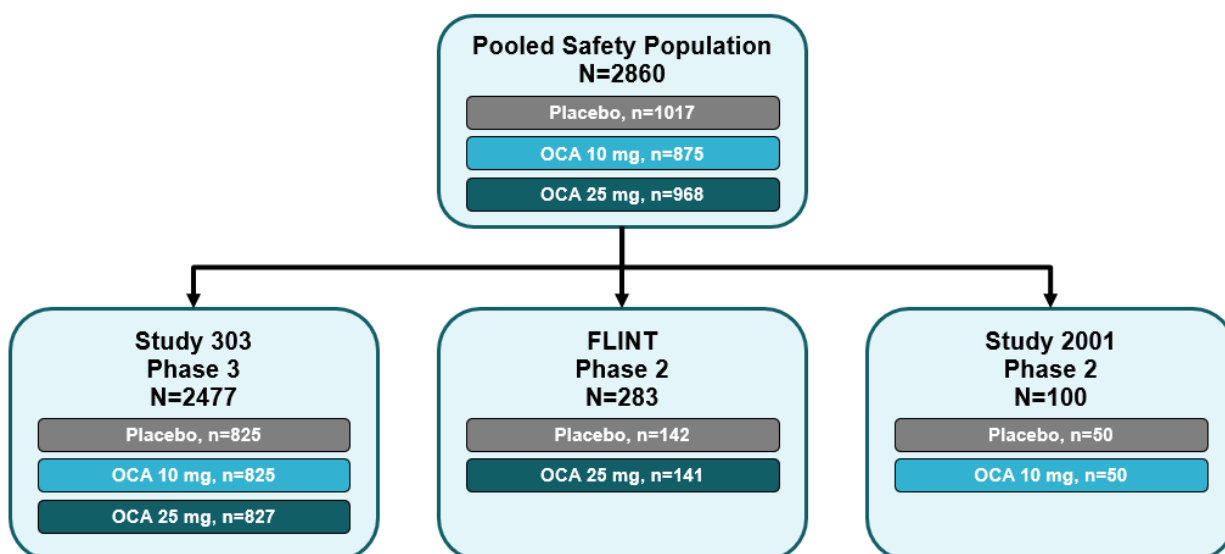 Pooled Safety Population
N=2860
Placebo, n=1017
OCA 10 mg, n=875
OCA 25 mg, n=968
Study 303
Phase 3
N=2477
Placebo, n=825
OCA 10 mg, n=825
OCA 25 mg, n=827
FLINT
Phase 2
N=283
Placebo, n=142
OCA 25 mg, n=141
Study 2001
Phase 2
N=100
Placebo, n=50
OCA 10 mg, n=50